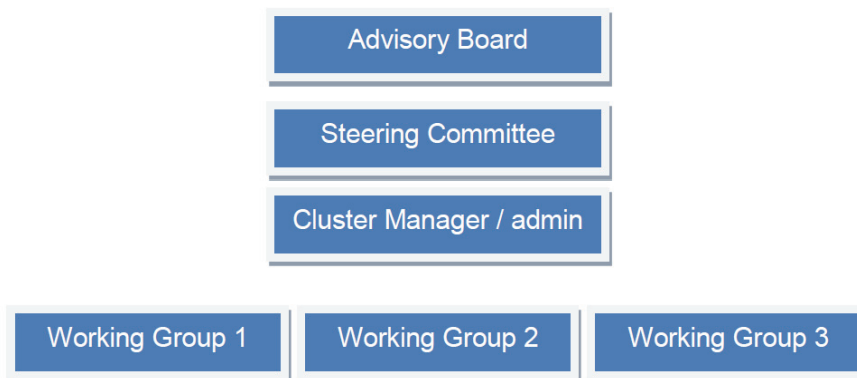 Advisory Board
Steering Committee
Cluster Manager / admin
Working Group 1
Working Group 2
Working Group 3